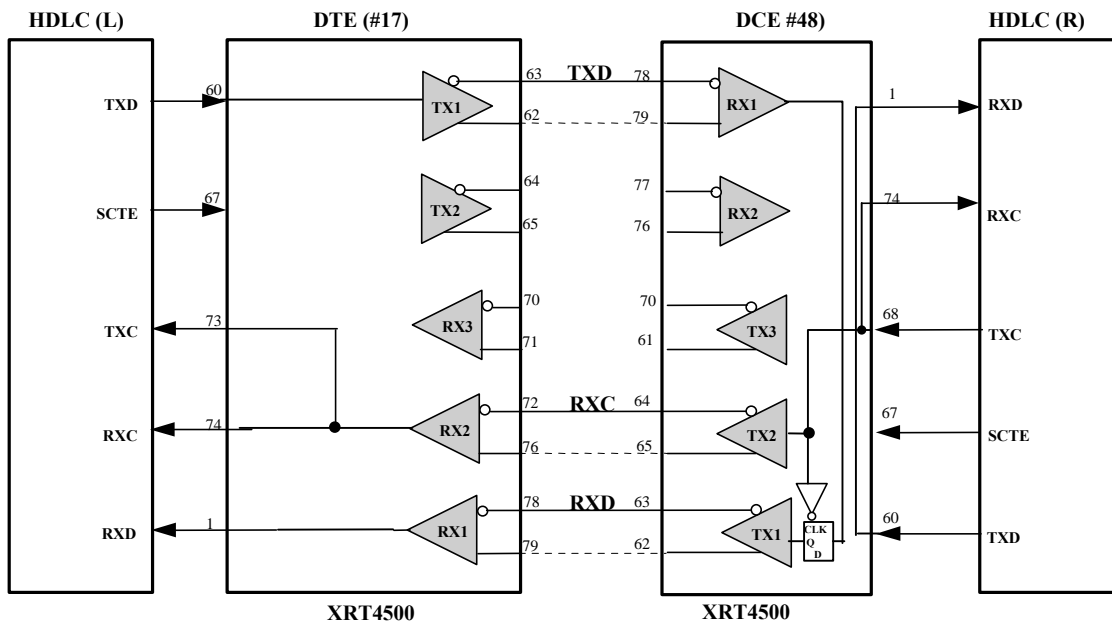 HDLC (L) DTE (#17) DCE #48) HDLC (R)
63 TXD 78
TXD 60 TX1 RX1 1 RXD
62 79
64 77
SCTE 67 TX2 RX2 74 RXC
65 76
70 70
TXC 73 RX3 TX3 68 TXC
71 61
72 RXC 64
RXC 74 RX2 TX2 67 SCTE
76 65
78 RXD 63
RXD 1 RX1 TX1 CLK Q D 60 TXD
79 62
XRT4500 XRT4500